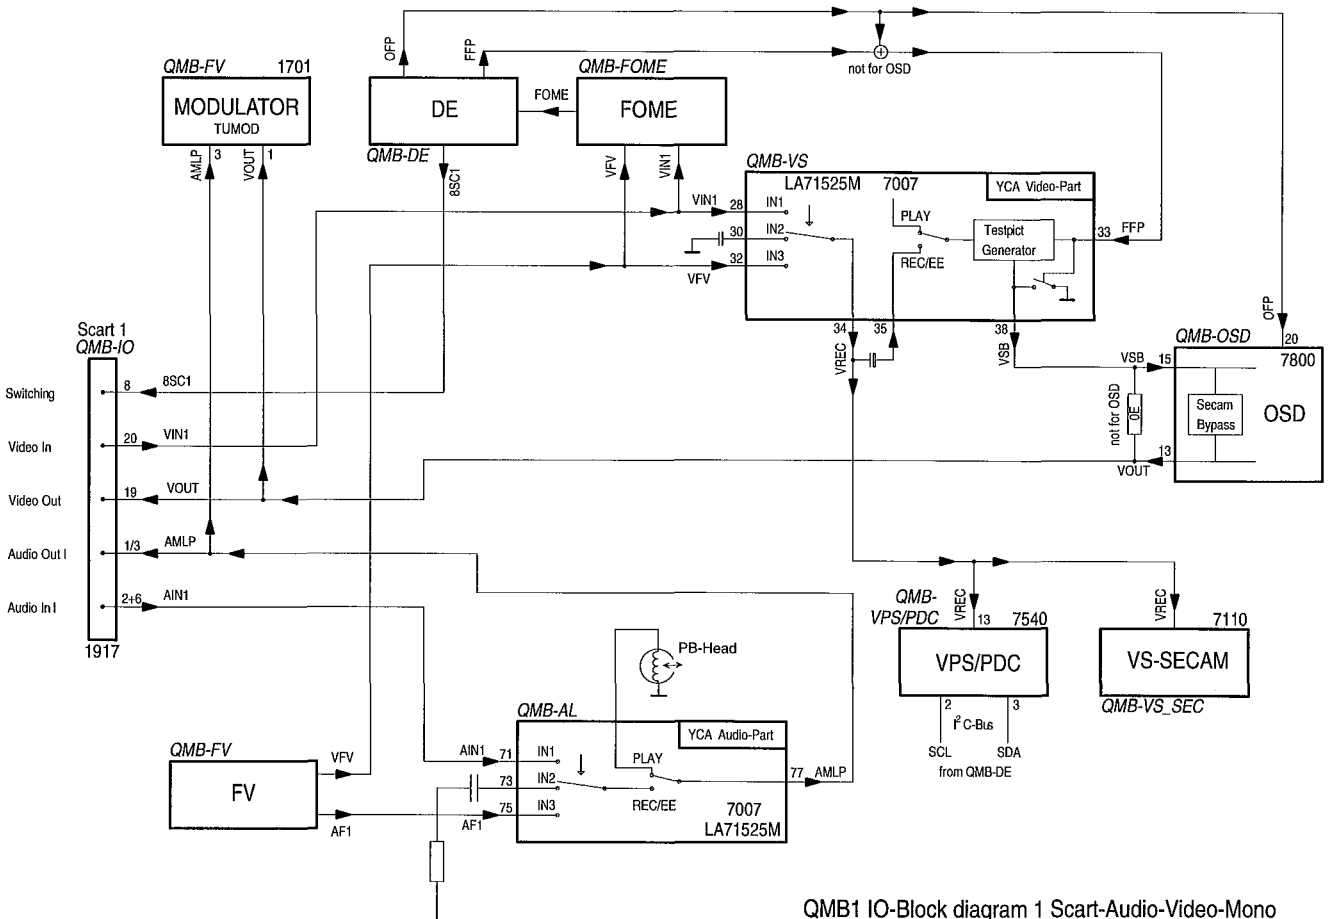 OFP
FFP
not for OSD
QMB-FV 1701
MODULATOR
TUMOD
AMLP 3
VOUT 1
DE
QMB-DE
8SC1
FOME
QMB-FOME
FOME
VFV
VIN1
QMB-VS
LA71525M 7007
YCA Video-Part
VIN1 28 IN1
30 IN2
32 IN3
VFV
PLAY
REC/EE
Testpict
Generator
33 FFP
34
35
38
VREC
VSB
OFP
QMB-OSD
20
7800
VSB 15
not for OSD
0E
Secam
Bypass
OSD
VOUT 13
Scart 1
QMB-IO
Switching 8 8SC1
Video In 20 VIN1
Video Out 19 VOUT
Audio Out l 1/3 AMLP
Audio In l 2+6 AIN1
1917
QMB-
VPS/PDC
VREC 13
7540
VPS/PDC
2 3
I²C-Bus
SCL SDA
from QMB-DE
VREC
7110
VS-SECAM
QMB-VS_SEC
PB-Head
QMB-AL
YCA Audio-Part
AIN1 71 IN1
73 IN2
75 IN3
AF1
PLAY
REC/EE
77 AMLP
7007
LA71525M
QMB-FV
FV
VFV
AF1
QMB1 IO-Block diagram 1 Scart-Audio-Video-Mono